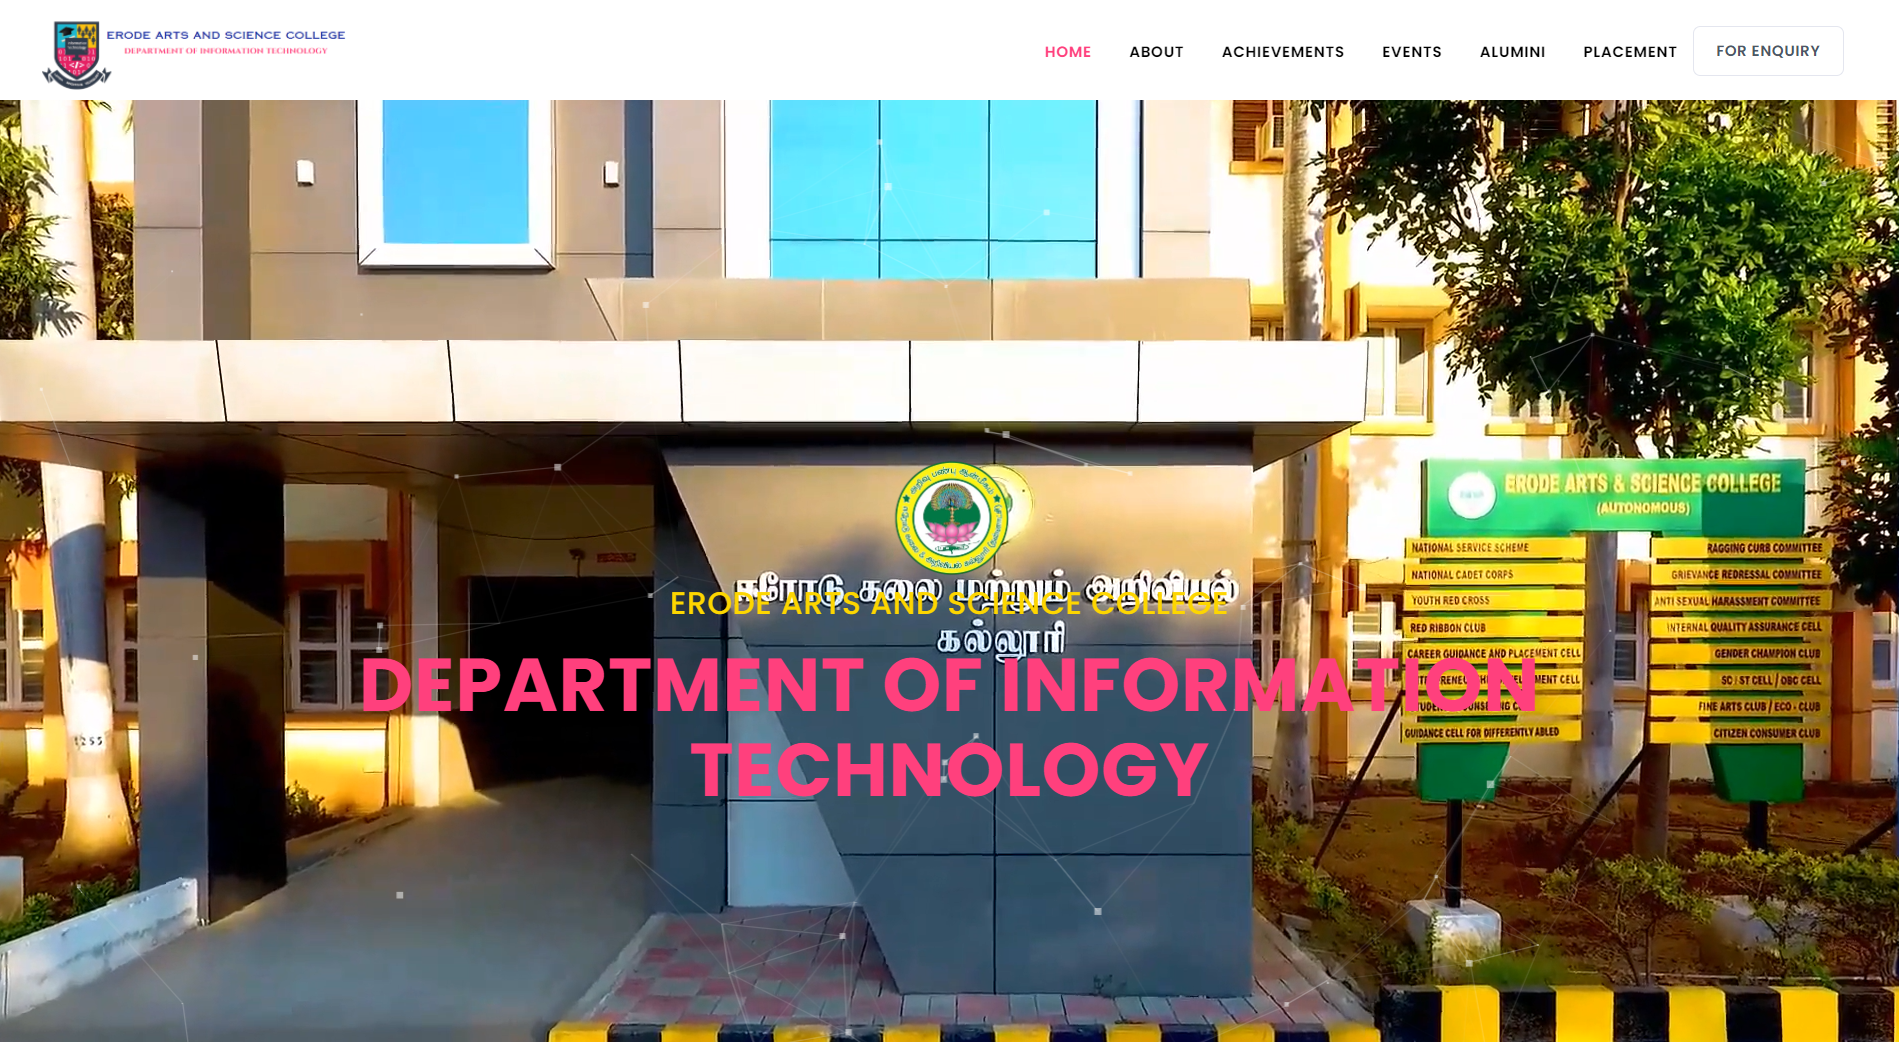 ERODE ARTS AND SCIENCE COLLEGE
DEPARTMENT OF INFORMATION TECHNOLOGY
HOME
ABOUT
ACHIEVEMENTS
EVENTS
ALUMINI
PLACEMENT
FOR ENQUIRY
ஈரோடு கலை மற்றும் அறிவியல்
கல்லூரி
ERODE ARTS AND SCIENCE COLLEGE
DEPARTMENT OF INFORMATION
TECHNOLOGY
ERODE ARTS & SCIENCE COLLEGE
(AUTONOMOUS)
NATIONAL SERVICE SCHEME
NATIONAL CADET CORPS
YOUTH RED CROSS
RED RIBBON CLUB
CAREER GUIDANCE AND PLACEMENT CELL
CELL
GUIDANCE CELL FOR DIFFERENTLY ABLED
RAGGING CURB COMMITTEE
GRIEVANCE REDRESSAL COMMITTEE
ANTI SEXUAL HARASSMENT COMMITTEE
INTERNAL QUALITY ASSURANCE CELL
GENDER CHAMPION CLUB
SC / ST CELL / OBC CELL
FINE ARTS CLUB / ECO - CLUB
CITIZEN CONSUMER CLUB
1255